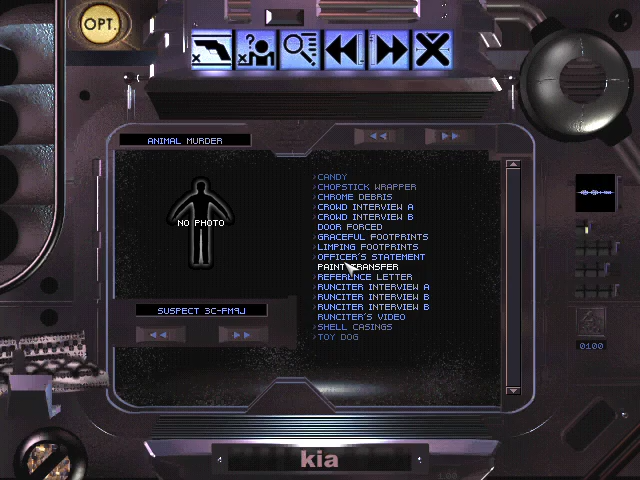 OPT.
ANIMAL MURDER
NO PHOTO
SUSPECT 3C-FM9J
›CANDY
›CHOPSTICK WRAPPER
›CHROME DEBRIS
›CROWD INTERVIEW A
›CROWD INTERVIEW B
DOOR FORCED
›GRACEFUL FOOTPRINTS
›LIMPING FOOTPRINTS
›OFFICER'S STATEMENT
PAINT TRANSFER
›REFERENCE LETTER
›RUNCITER INTERVIEW A
›RUNCITER INTERVIEW B
›RUNCITER INTERVIEW B
RUNCITER'S VIDEO
›SHELL CASINGS
›TOY DOG
0100
kia